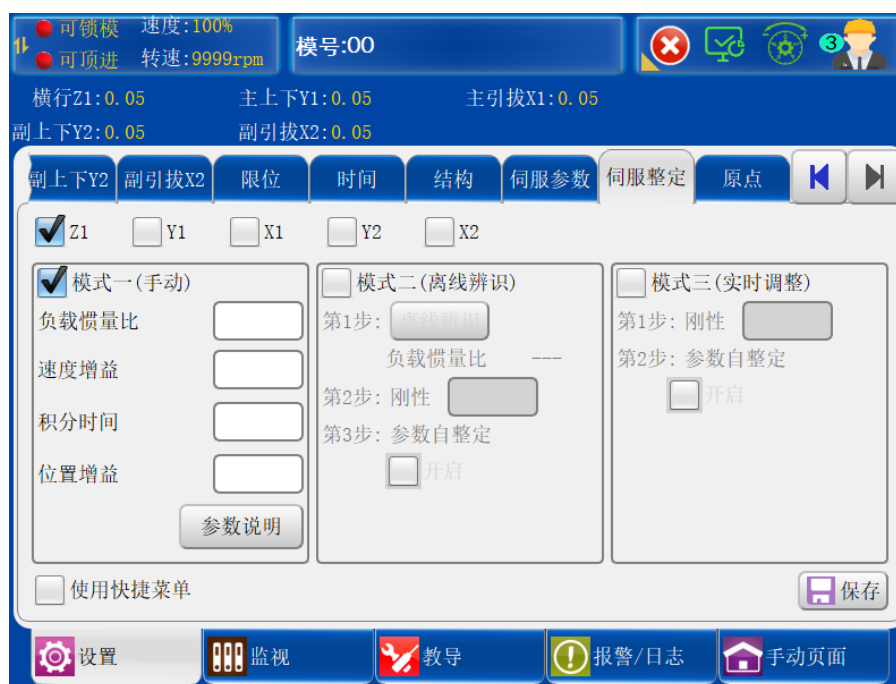 可锁模 速度:100%
可顶进 转速:9999rpm
模号:00
3
横行Z1:0.05 主上下Y1:0.05 主引拔X1:0.05
副上下Y2:0.05 副引拔X2:0.05
副上下Y2 副引拔X2 限位 时间 结构 伺服参数 伺服整定 原点
Z1 Y1 X1 Y2 X2
模式一(手动)
负载惯量比
速度增益
积分时间
位置增益
参数说明
模式二(离线辨识)
第1步: 离线辨识
负载惯量比 ---
第2步: 刚性
第3步: 参数自整定
开启
模式三(实时调整)
第1步: 刚性
第2步: 参数自整定
开启
使用快捷菜单
保存
设置 监视 教导 报警/日志 手动页面